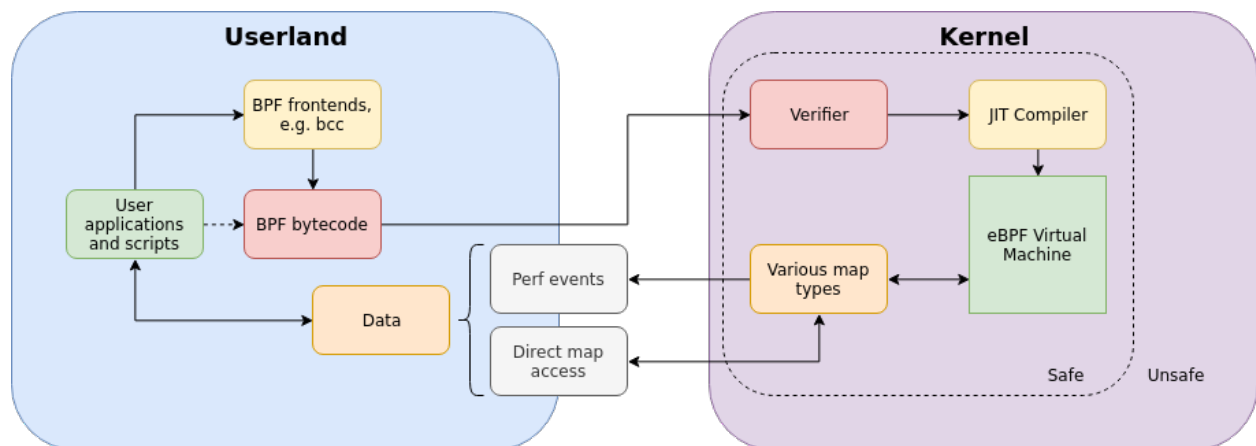 Userland
Kernel
BPF frontends,
e.g. bcc
Verifier
JIT Compiler
User
applications
and scripts
BPF bytecode
eBPF Virtual
Machine
Perf events
Various map
types
Data
Direct map
access
Safe
Unsafe